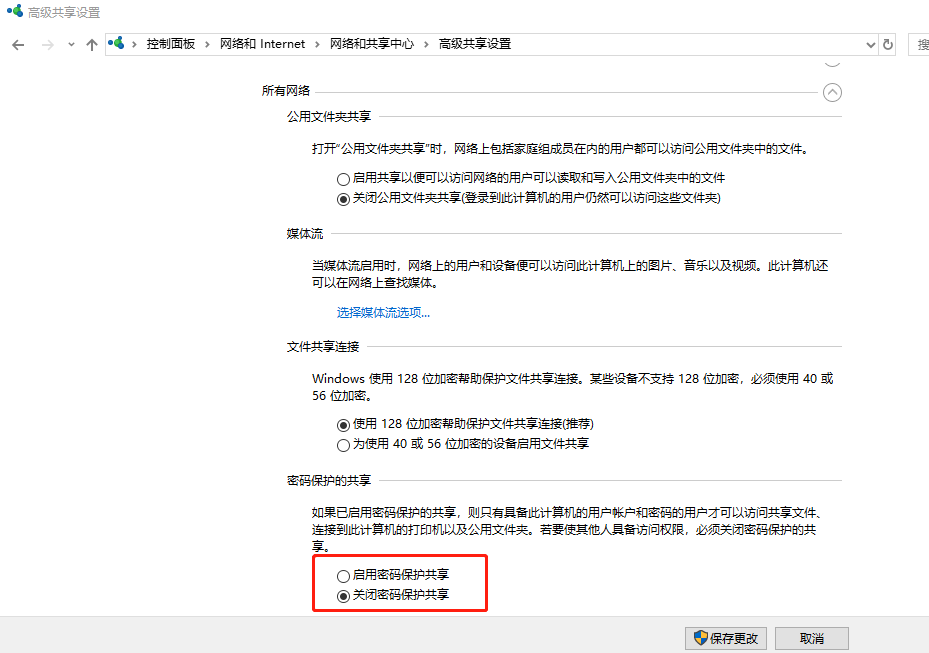 高级共享设置
控制面板 › 网络和 Internet › 网络和共享中心 › 高级共享设置
搜
所有网络
公用文件夹共享
打开“公用文件夹共享”时，网络上包括家庭组成员在内的用户都可以访问公用文件夹中的文件。
启用共享以便可以访问网络的用户可以读取和写入公用文件夹中的文件
关闭公用文件夹共享(登录到此计算机的用户仍然可以访问这些文件夹)
媒体流
当媒体流启用时，网络上的用户和设备便可以访问此计算机上的图片、音乐以及视频。此计算机还
可以在网络上查找媒体。
选择媒体流选项...
文件共享连接
Windows 使用 128 位加密帮助保护文件共享连接。某些设备不支持 128 位加密，必须使用 40 或
56 位加密。
使用 128 位加密帮助保护文件共享连接(推荐)
为使用 40 或 56 位加密的设备启用文件共享
密码保护的共享
如果已启用密码保护的共享，则只有具备此计算机的用户帐户和密码的用户才可以访问共享文件、
连接到此计算机的打印机以及公用文件夹。若要使其他人具备访问权限，必须关闭密码保护的共
享。
启用密码保护共享
关闭密码保护共享
保存更改
取消